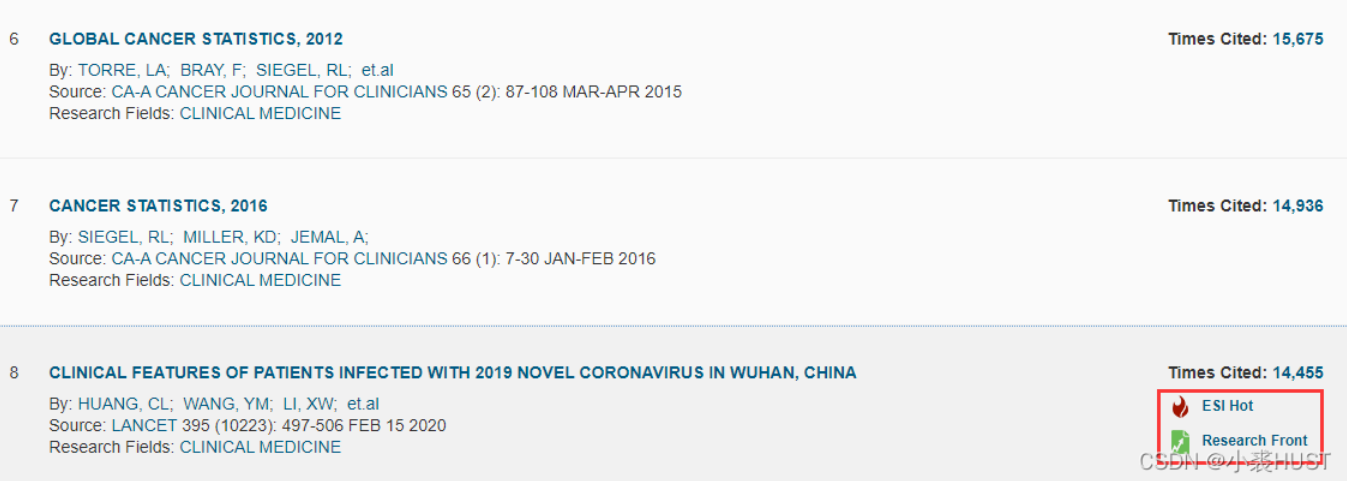 6 GLOBAL CANCER STATISTICS, 2012 Times Cited: 15,675
By: TORRE, LA; BRAY, F; SIEGEL, RL; et.al
Source: CA-A CANCER JOURNAL FOR CLINICIANS 65 (2): 87-108 MAR-APR 2015
Research Fields: CLINICAL MEDICINE
7 CANCER STATISTICS, 2016 Times Cited: 14,936
By: SIEGEL, RL; MILLER, KD; JEMAL, A;
Source: CA-A CANCER JOURNAL FOR CLINICIANS 66 (1): 7-30 JAN-FEB 2016
Research Fields: CLINICAL MEDICINE
8 CLINICAL FEATURES OF PATIENTS INFECTED WITH 2019 NOVEL CORONAVIRUS IN WUHAN, CHINA Times Cited: 14,455
By: HUANG, CL; WANG, YM; LI, XW; et.al ESI Hot
Source: LANCET 395 (10223): 497-506 FEB 15 2020
Research Fields: CLINICAL MEDICINE Research Front
CSDN @小裘HUST